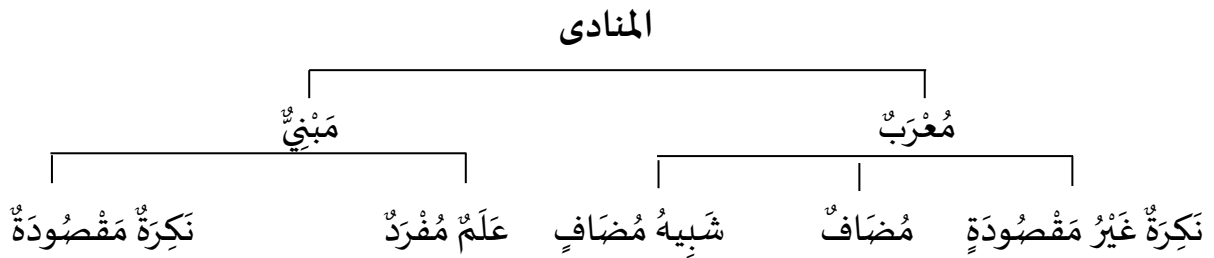 المنادى
مُعْرَبٌ مَبْنِيٌّ
نَكِرَةٌ غَيْرُ مَقْصُودَةٍ مُضَافٌ شَبِيهُ مُضَافٍ عَلَمٌ مُفْرَدٌ نَكِرَةٌ مَقْصُودَةٌ